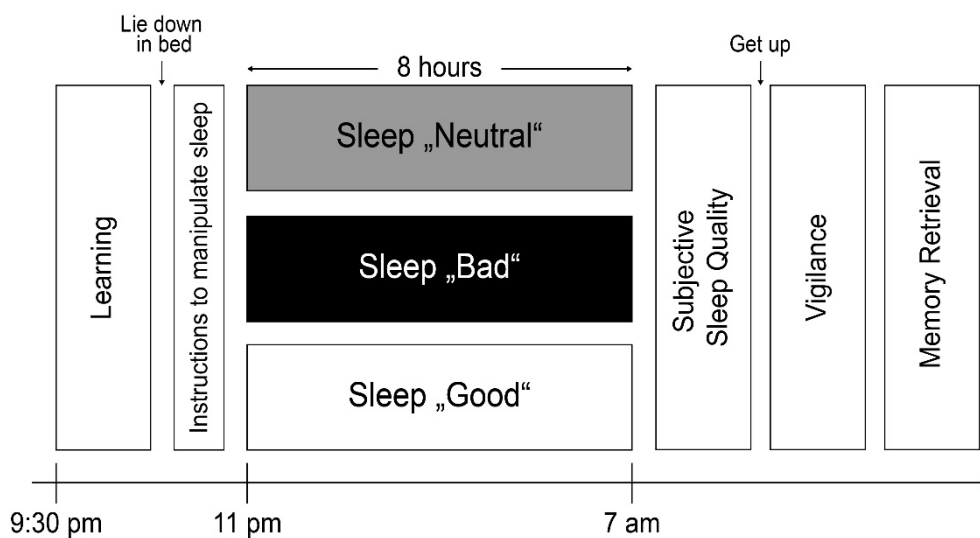 Lie down
in bed
Get up
8 hours
Learning
Instructions to manipulate sleep
Sleep „Neutral“
Sleep „Bad“
Sleep „Good“
Subjective
Sleep Quality
Vigilance
Memory Retrieval
9:30 pm
11 pm
7 am